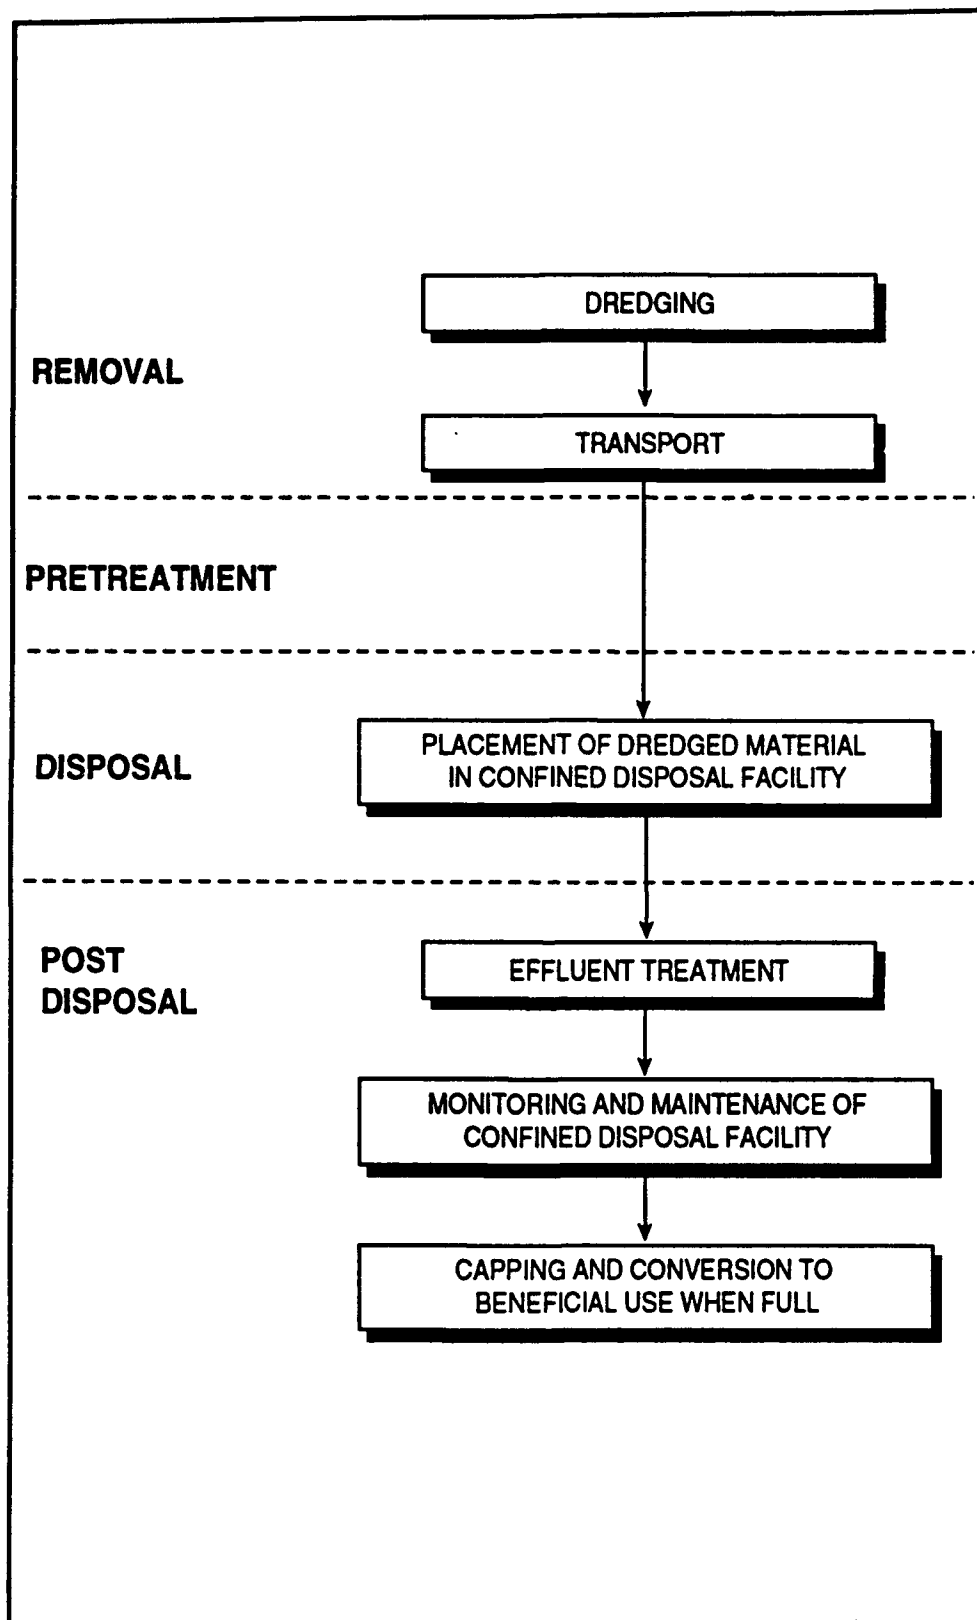 DREDGING
REMOVAL
TRANSPORT
PRETREATMENT
PLACEMENT OF DREDGED MATERIAL
IN CONFINED DISPOSAL FACILITY
DISPOSAL
POST
DISPOSAL
EFFLUENT TREATMENT
MONITORING AND MAINTENANCE OF
CONFINED DISPOSAL FACILITY
CAPPING AND CONVERSION TO
BENEFICIAL USE WHEN FULL